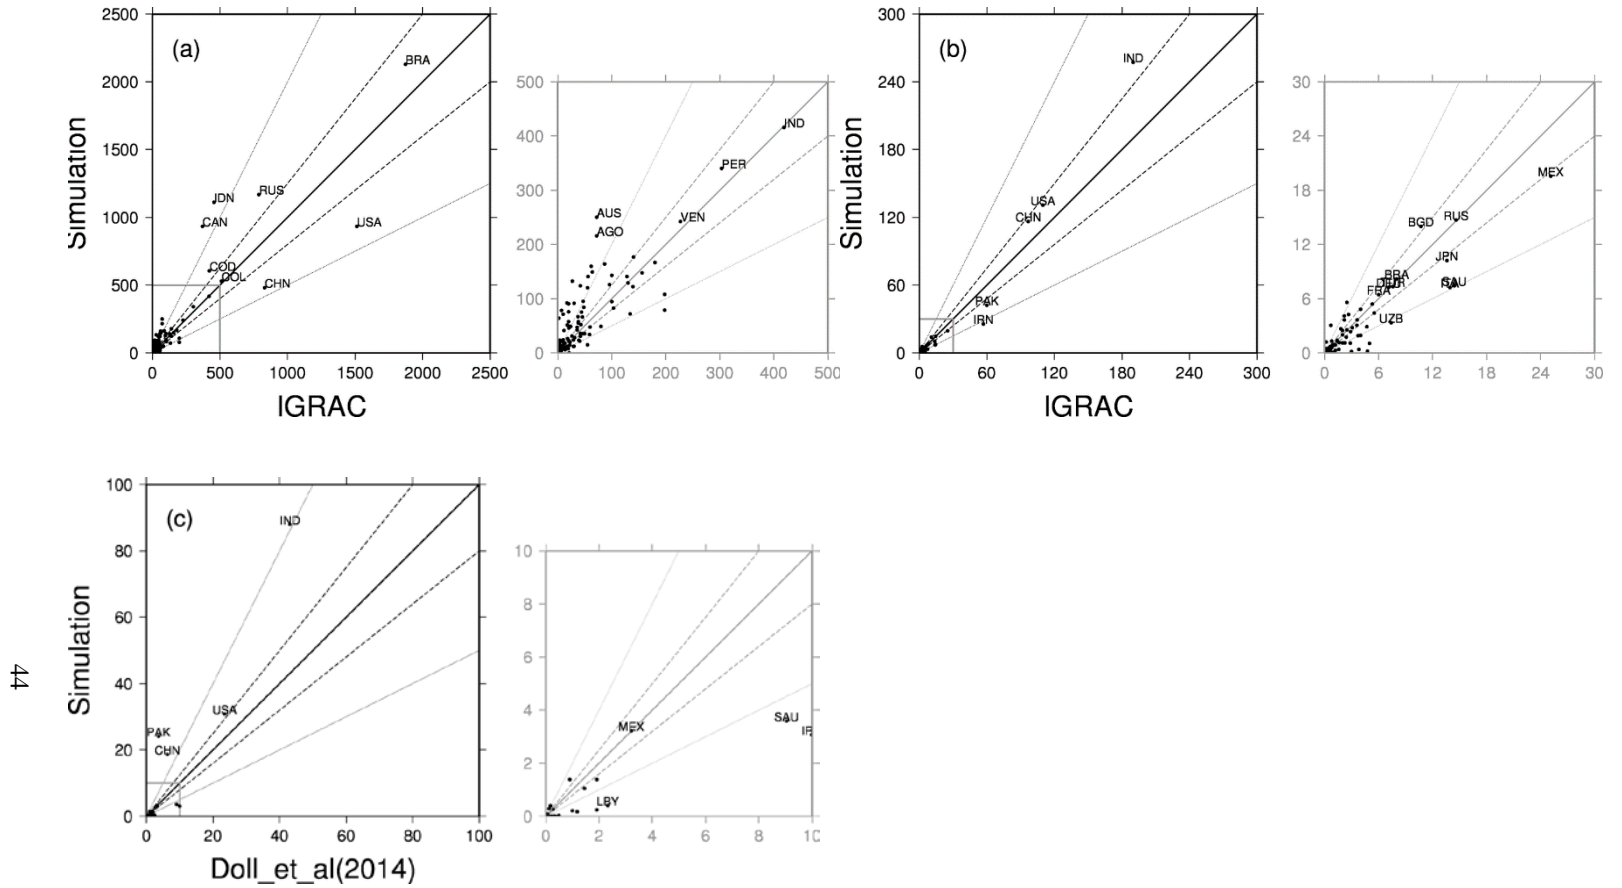 (a)
Simulation
2500
2000
1500
1000
500
0
BRA
RUS
IDN
CAN
USA
COD
COL
CHN
0 500 1000 1500 2000 2500
IGRAC
500
400
300
200
100
0
IND
PER
AUS
VEN
AGO
0 100 200 300 400 500
(b)
Simulation
300
240
180
120
60
0
IND
USA
CHN
PAK
IRN
0 60 120 180 240 300
IGRAC
30
24
18
12
6
0
MEX
RUS
BGD
JPN
BRA
SAU
FRA
UZB
0 6 12 18 24 30
(c)
Simulation
100
80
60
40
20
0
IND
USA
PAK
CHN
0 20 40 60 80 100
Doll_et_al(2014)
10
8
6
4
2
0
MEX
SAU
LBY
0 2 4 6 8 10
44